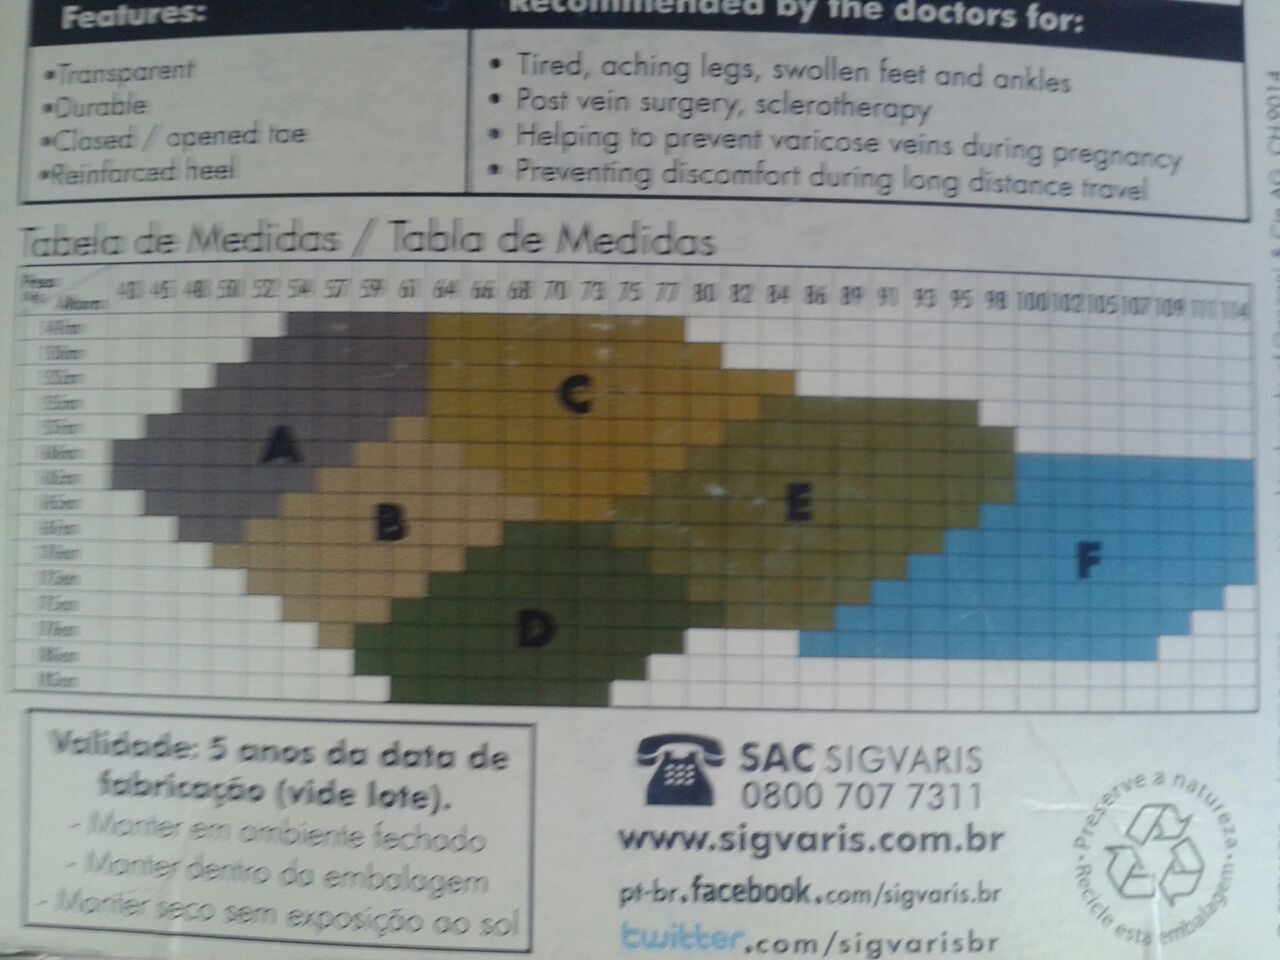 Features:
Recommended by the doctors for:
•Transparent
•Durable
•Closed / opened toe
•Reinforced heel
• Tired, aching legs, swollen feet and ankles
• Post vein surgery, sclerotherapy
• Helping to prevent varicose veins during pregnancy
• Preventing discomfort during long distance travel
Tabela de Medidas / Tabla de Medidas
Altura 43 45 48 50 52 54 57 59 61 64 66 68 70 73 75 77 80 82 84 86 89 91 93 95 98 100 102 105 107 109 111 114
A
B
C
D
E
F
Validade: 5 anos da data de
fabricação (vide lote).
- Manter em ambiente fechado
- Manter dentro da embalagem
- Manter seco sem exposição ao sol
SAC SIGVARIS
0800 707 7311
www.sigvaris.com.br
pt-br.facebook.com/sigvaris.br
twitter.com/sigvarisbr
• Preserve a natureza •
Recicle esta embalagem